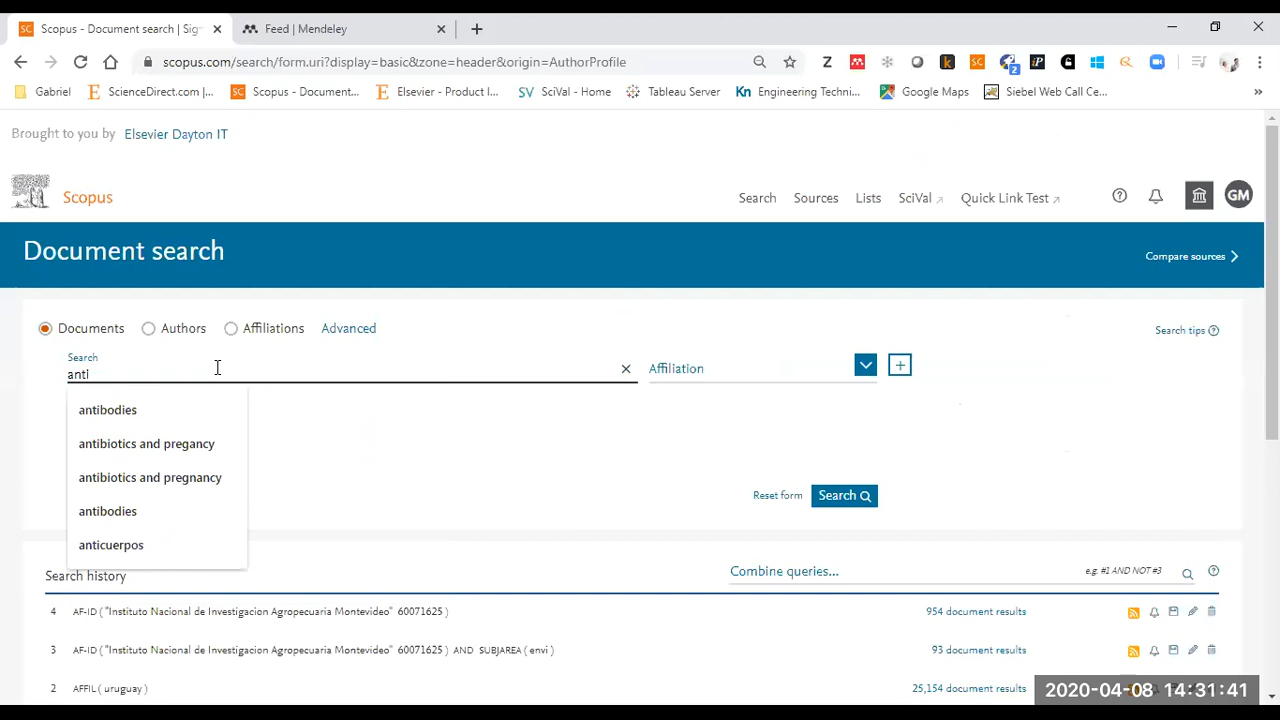 Scopus - Document search | Sig
Feed | Mendeley
scopus.com/search/form.uri?display=basic&zone=header&origin=AuthorProfile
Gabriel
ScienceDirect.com |...
Scopus - Document...
Elsevier - Product I...
SciVal - Home
Tableau Server
Engineering Techni...
Google Maps
Siebel Web Call Ce...
Brought to you by Elsevier Dayton IT
Scopus
Search
Sources
Lists
SciVal
Quick Link Test
GM
Document search
Compare sources
Documents
Authors
Affiliations
Advanced
Search tips
Search
anti
Affiliation
antibodies
antibiotics and pregancy
antibiotics and pregnancy
antibodies
anticuerpos
Reset form
Search
Search history
Combine queries...
e.g. #1 AND NOT #3
4 AF-ID ( "Instituto Nacional de Investigacion Agropecuaria Montevideo" 60071625 ) 954 document results
3 AF-ID ( "Instituto Nacional de Investigacion Agropecuaria Montevideo" 60071625 ) AND SUBJAREA ( envi ) 93 document results
2 AFFIL ( uruguay ) 25,154 document results
2020-04-08 14:31:41